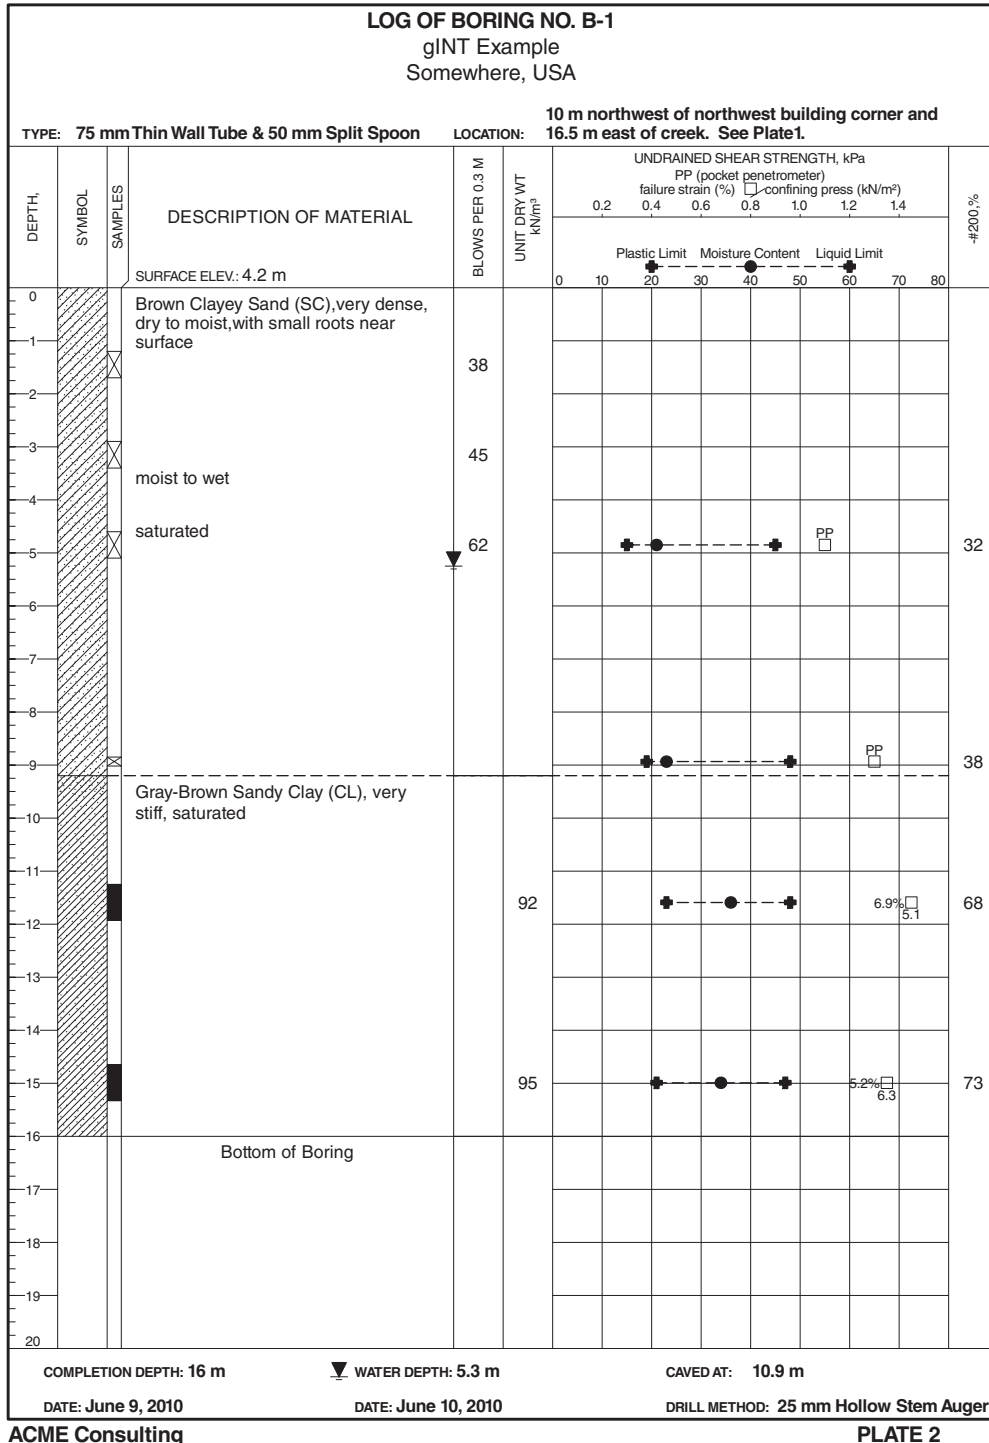 LOG OF BORING NO. B-1
gINT Example
Somewhere, USA
TYPE: 75 mm Thin Wall Tube & 50 mm Split Spoon
LOCATION: 10 m northwest of northwest building corner and
16.5 m east of creek. See Plate1.
DEPTH,
SYMBOL
SAMPLES
DESCRIPTION OF MATERIAL
SURFACE ELEV.: 4.2 m
BLOWS PER 0.3 M
UNIT DRY WT
kN/m³
UNDRAINED SHEAR STRENGTH, kPa
PP (pocket penetrometer)
failure strain (%) confining press (kN/m²)
0.2 0.4 0.6 0.8 1.0 1.2 1.4
Plastic Limit Moisture Content Liquid Limit
0 10 20 30 40 50 60 70 80
-#200,%
0
Brown Clayey Sand (SC),very dense,
dry to moist,with small roots near
surface
1
38
2
3
45
moist to wet
4
saturated
62
PP
32
5
6
7
8
PP
9
38
Gray-Brown Sandy Clay (CL), very
stiff, saturated
10
11
92
6.9%
5.1
68
12
13
14
15
95
5.2%
6.3
73
16
Bottom of Boring
17
18
19
20
COMPLETION DEPTH: 16 m
WATER DEPTH: 5.3 m
CAVED AT: 10.9 m
DATE: June 9, 2010
DATE: June 10, 2010
DRILL METHOD: 25 mm Hollow Stem Auger
ACME Consulting
PLATE 2